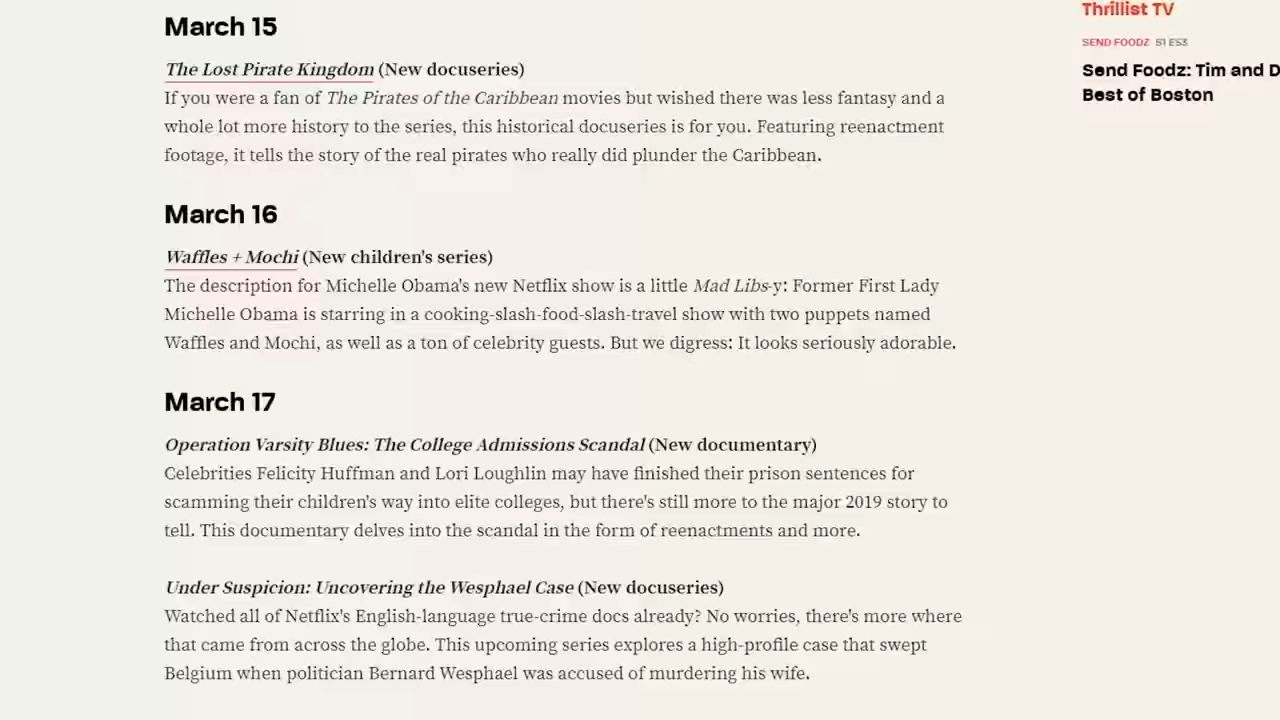 March 15
The Lost Pirate Kingdom (New docuseries)
If you were a fan of The Pirates of the Caribbean movies but wished there was less fantasy and a
whole lot more history to the series, this historical docuseries is for you. Featuring reenactment
footage, it tells the story of the real pirates who really did plunder the Caribbean.
March 16
Waffles + Mochi (New children's series)
The description for Michelle Obama's new Netflix show is a little Mad Libs-y: Former First Lady
Michelle Obama is starring in a cooking-slash-food-slash-travel show with two puppets named
Waffles and Mochi, as well as a ton of celebrity guests. But we digress: It looks seriously adorable.
March 17
Operation Varsity Blues: The College Admissions Scandal (New documentary)
Celebrities Felicity Huffman and Lori Loughlin may have finished their prison sentences for
scamming their children's way into elite colleges, but there's still more to the major 2019 story to
tell. This documentary delves into the scandal in the form of reenactments and more.
Under Suspicion: Uncovering the Wesphael Case (New docuseries)
Watched all of Netflix's English-language true-crime docs already? No worries, there's more where
that came from across the globe. This upcoming series explores a high-profile case that swept
Belgium when politician Bernard Wesphael was accused of murdering his wife.
Thrillist TV
SEND FOODZ S1 E53
Send Foodz: Tim and D
Best of Boston